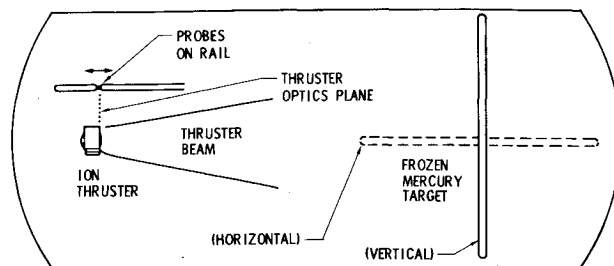 PROBES
ON RAIL
THRUSTER
OPTICS PLANE
THRUSTER
BEAM
ION
THRUSTER
FROZEN
MERCURY
TARGET
(HORIZONTAL)
(VERTICAL)